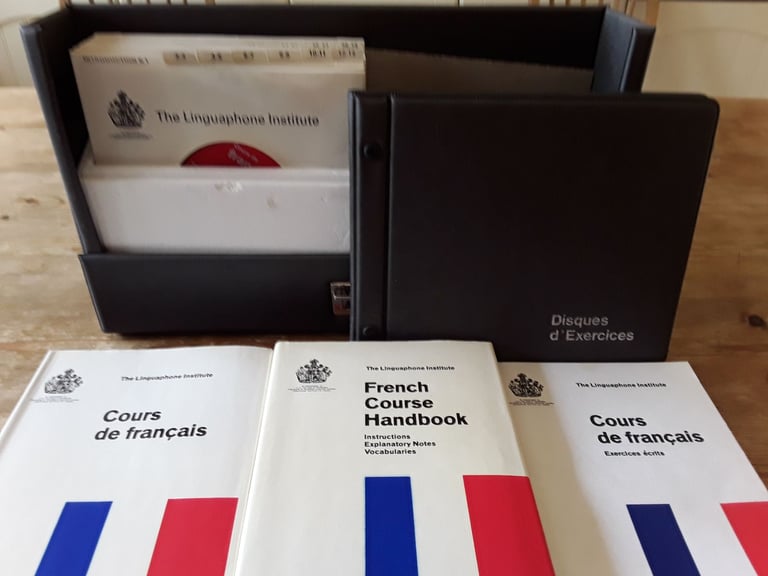 The Linguaphone Institute
Disques
d'Exercices
The Linguaphone Institute
Cours
de français
The Linguaphone Institute
French
Course
Handbook
Instructions
Explanatory Notes
Vocabularies
The Linguaphone Institute
Cours
de français
Exercices écrits